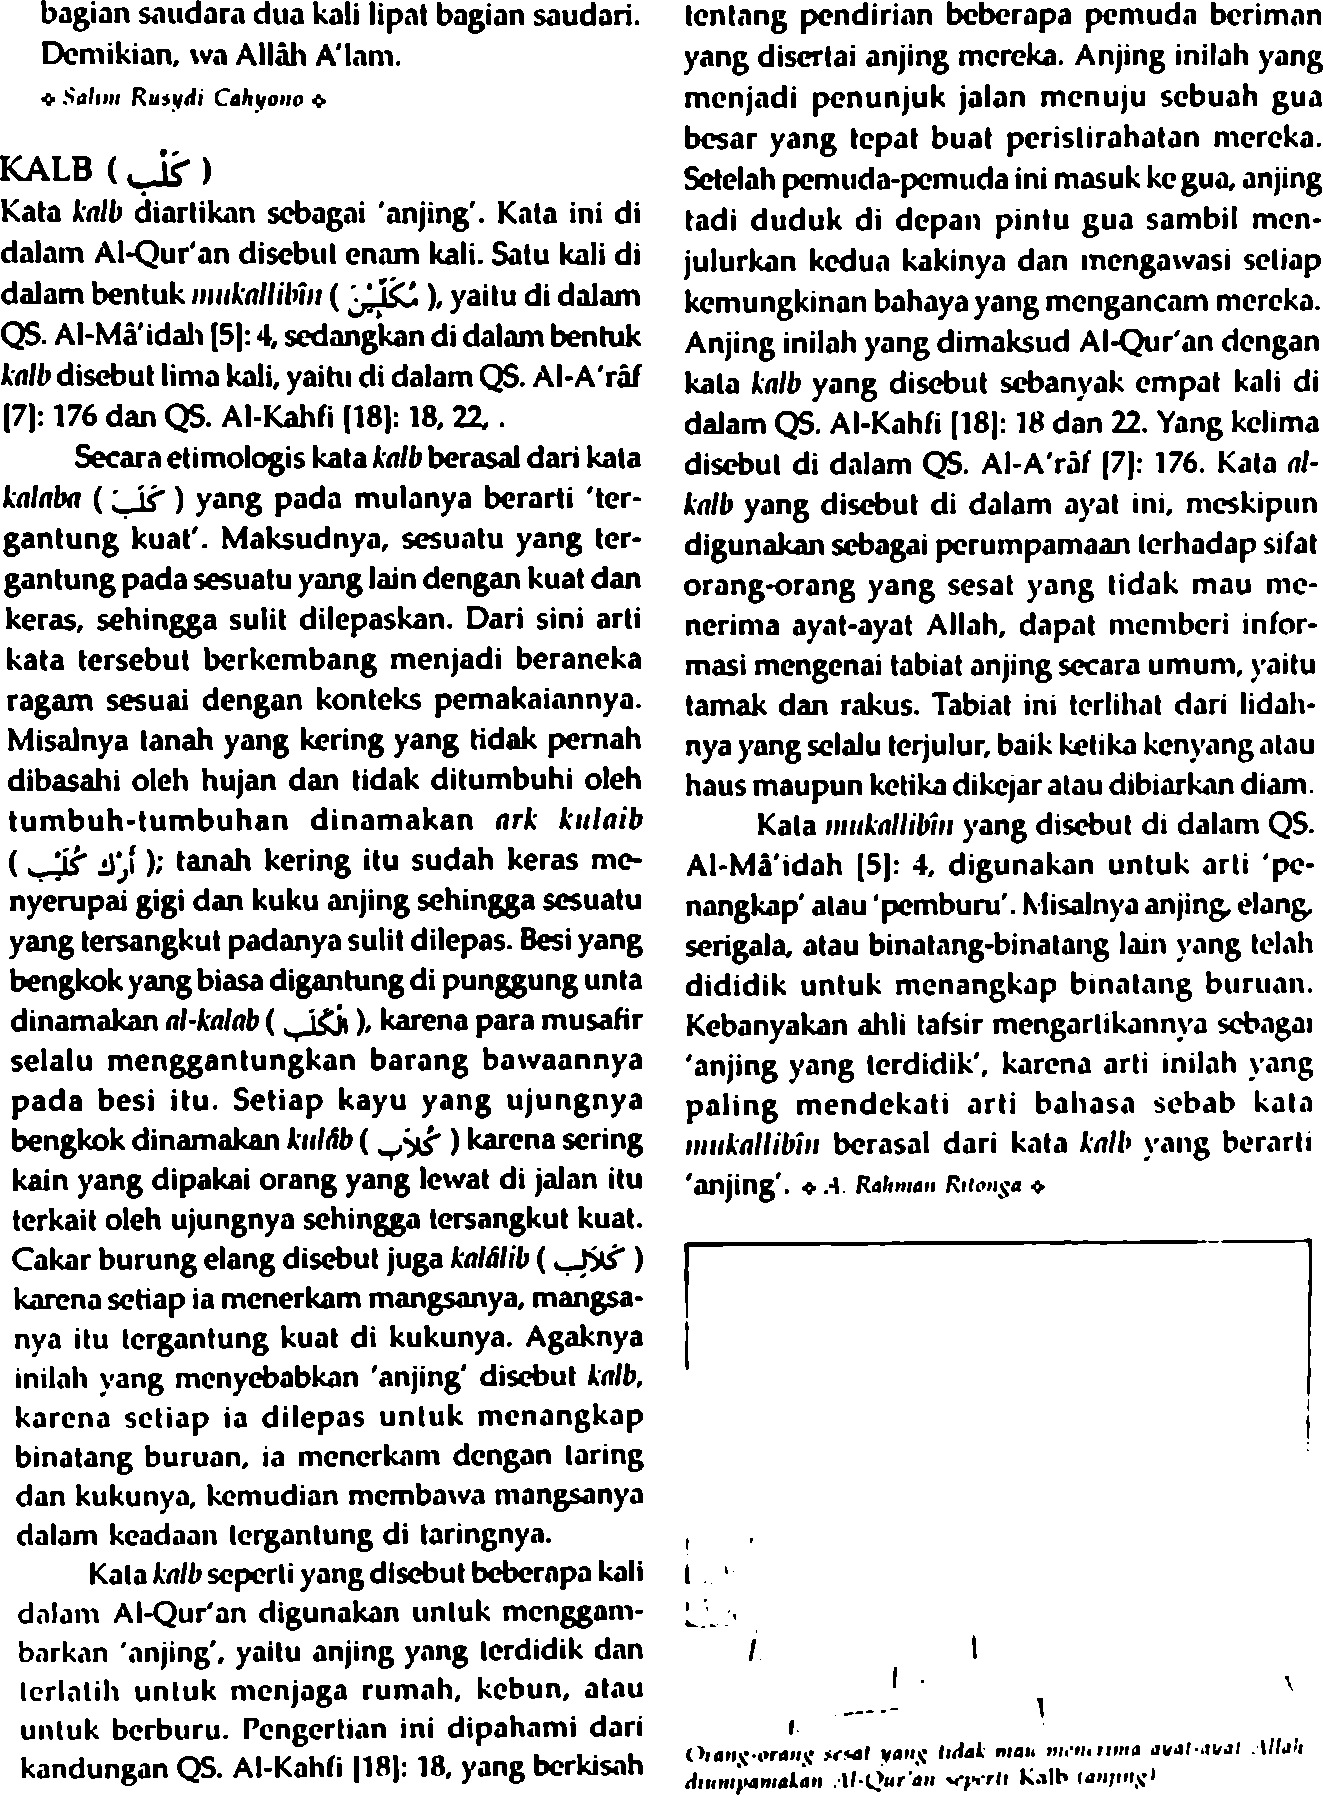 bagian saudara dua kali lipat bagian saudari.
Demikian, wa Allâh A'lam.
❖ Salim Rusydi Cahyono ❖
KALB ( كَلْب )
Kata kalb diartikan sebagai 'anjing'. Kata ini di
dalam Al-Qur'an disebut enam kali. Satu kali di
dalam bentuk mukallibîn ( مُكَلِّبِيْنَ ), yaitu di dalam
QS. Al-Mâ'idah [5]: 4, sedangkan di dalam bentuk
kalb disebut lima kali, yaitu di dalam QS. Al-A'râf
[7]: 176 dan QS. Al-Kahfi [18]: 18, 22, .
Secara etimologis kata kalb berasal dari kata
kalaba ( كَلَبَ ) yang pada mulanya berarti 'ter-
gantung kuat'. Maksudnya, sesuatu yang ter-
gantung pada sesuatu yang lain dengan kuat dan
keras, sehingga sulit dilepaskan. Dari sini arti
kata tersebut berkembang menjadi beraneka
ragam sesuai dengan konteks pemakaiannya.
Misalnya tanah yang kering yang tidak pernah
dibasahi oleh hujan dan tidak ditumbuhi oleh
tumbuh-tumbuhan dinamakan ark kulaib
( أَرْك كُلَيْب ); tanah kering itu sudah keras me-
nyerupai gigi dan kuku anjing sehingga sesuatu
yang tersangkut padanya sulit dilepas. Besi yang
bengkok yang biasa digantung di punggung unta
dinamakan al-kalab ( الْكَلَب ), karena para musafir
selalu menggantungkan barang bawaannya
pada besi itu. Setiap kayu yang ujungnya
bengkok dinamakan kulâb ( كُلاَب ) karena sering
kain yang dipakai orang yang lewat di jalan itu
terkait oleh ujungnya sehingga tersangkut kuat.
Cakar burung elang disebut juga kalâlib ( كَلاَلِب )
karena setiap ia menerkam mangsanya, mangsa-
nya itu tergantung kuat di kukunya. Agaknya
inilah yang menyebabkan 'anjing' disebut kalb,
karena setiap ia dilepas untuk menangkap
binatang buruan, ia menerkam dengan taring
dan kukunya, kemudian membawa mangsanya
dalam keadaan tergantung di taringnya.
Kata kalb seperti yang disebut beberapa kali
dalam Al-Qur'an digunakan untuk menggam-
barkan 'anjing', yaitu anjing yang terdidik dan
terlatih untuk menjaga rumah, kebun, atau
untuk berburu. Pengertian ini dipahami dari
kandungan QS. Al-Kahfi [18]: 18, yang berkisah
tentang pendirian beberapa pemuda beriman
yang disertai anjing mereka. Anjing inilah yang
menjadi penunjuk jalan menuju sebuah gua
besar yang tepat buat peristirahatan mereka.
Setelah pemuda-pemuda ini masuk ke gua, anjing
tadi duduk di depan pintu gua sambil men-
julurkan kedua kakinya dan mengawasi setiap
kemungkinan bahaya yang mengancam mereka.
Anjing inilah yang dimaksud Al-Qur'an dengan
kata kalb yang disebut sebanyak empat kali di
dalam QS. Al-Kahfi [18]: 18 dan 22. Yang kelima
disebut di dalam QS. Al-A'râf [7]: 176. Kata al-
kalb yang disebut di dalam ayat ini, meskipun
digunakan sebagai perumpamaan terhadap sifat
orang-orang yang sesat yang tidak mau me-
nerima ayat-ayat Allah, dapat memberi infor-
masi mengenai tabiat anjing secara umum, yaitu
tamak dan rakus. Tabiat ini terlihat dari lidah-
nya yang selalu terjulur, baik ketika kenyang atau
haus maupun ketika dikejar atau dibiarkan diam.
Kata mukallibîn yang disebut di dalam QS.
Al-Mâ'idah [5]: 4, digunakan untuk arti 'pe-
nangkap' atau 'pemburu'. Misalnya anjing, elang,
serigala, atau binatang-binatang lain yang telah
dididik untuk menangkap binatang buruan.
Kebanyakan ahli tafsir mengartikannya sebagai
'anjing yang terdidik', karena arti inilah yang
paling mendekati arti bahasa sebab kata
mukallibîn berasal dari kata kalb yang berarti
'anjing'. ❖ A. Rahman Ritonga ❖
Orang-orang sesat yang tidak mau menerima ayat-ayat Allah
diumpamakan Al-Qur'an seperti Kalb (anjing)